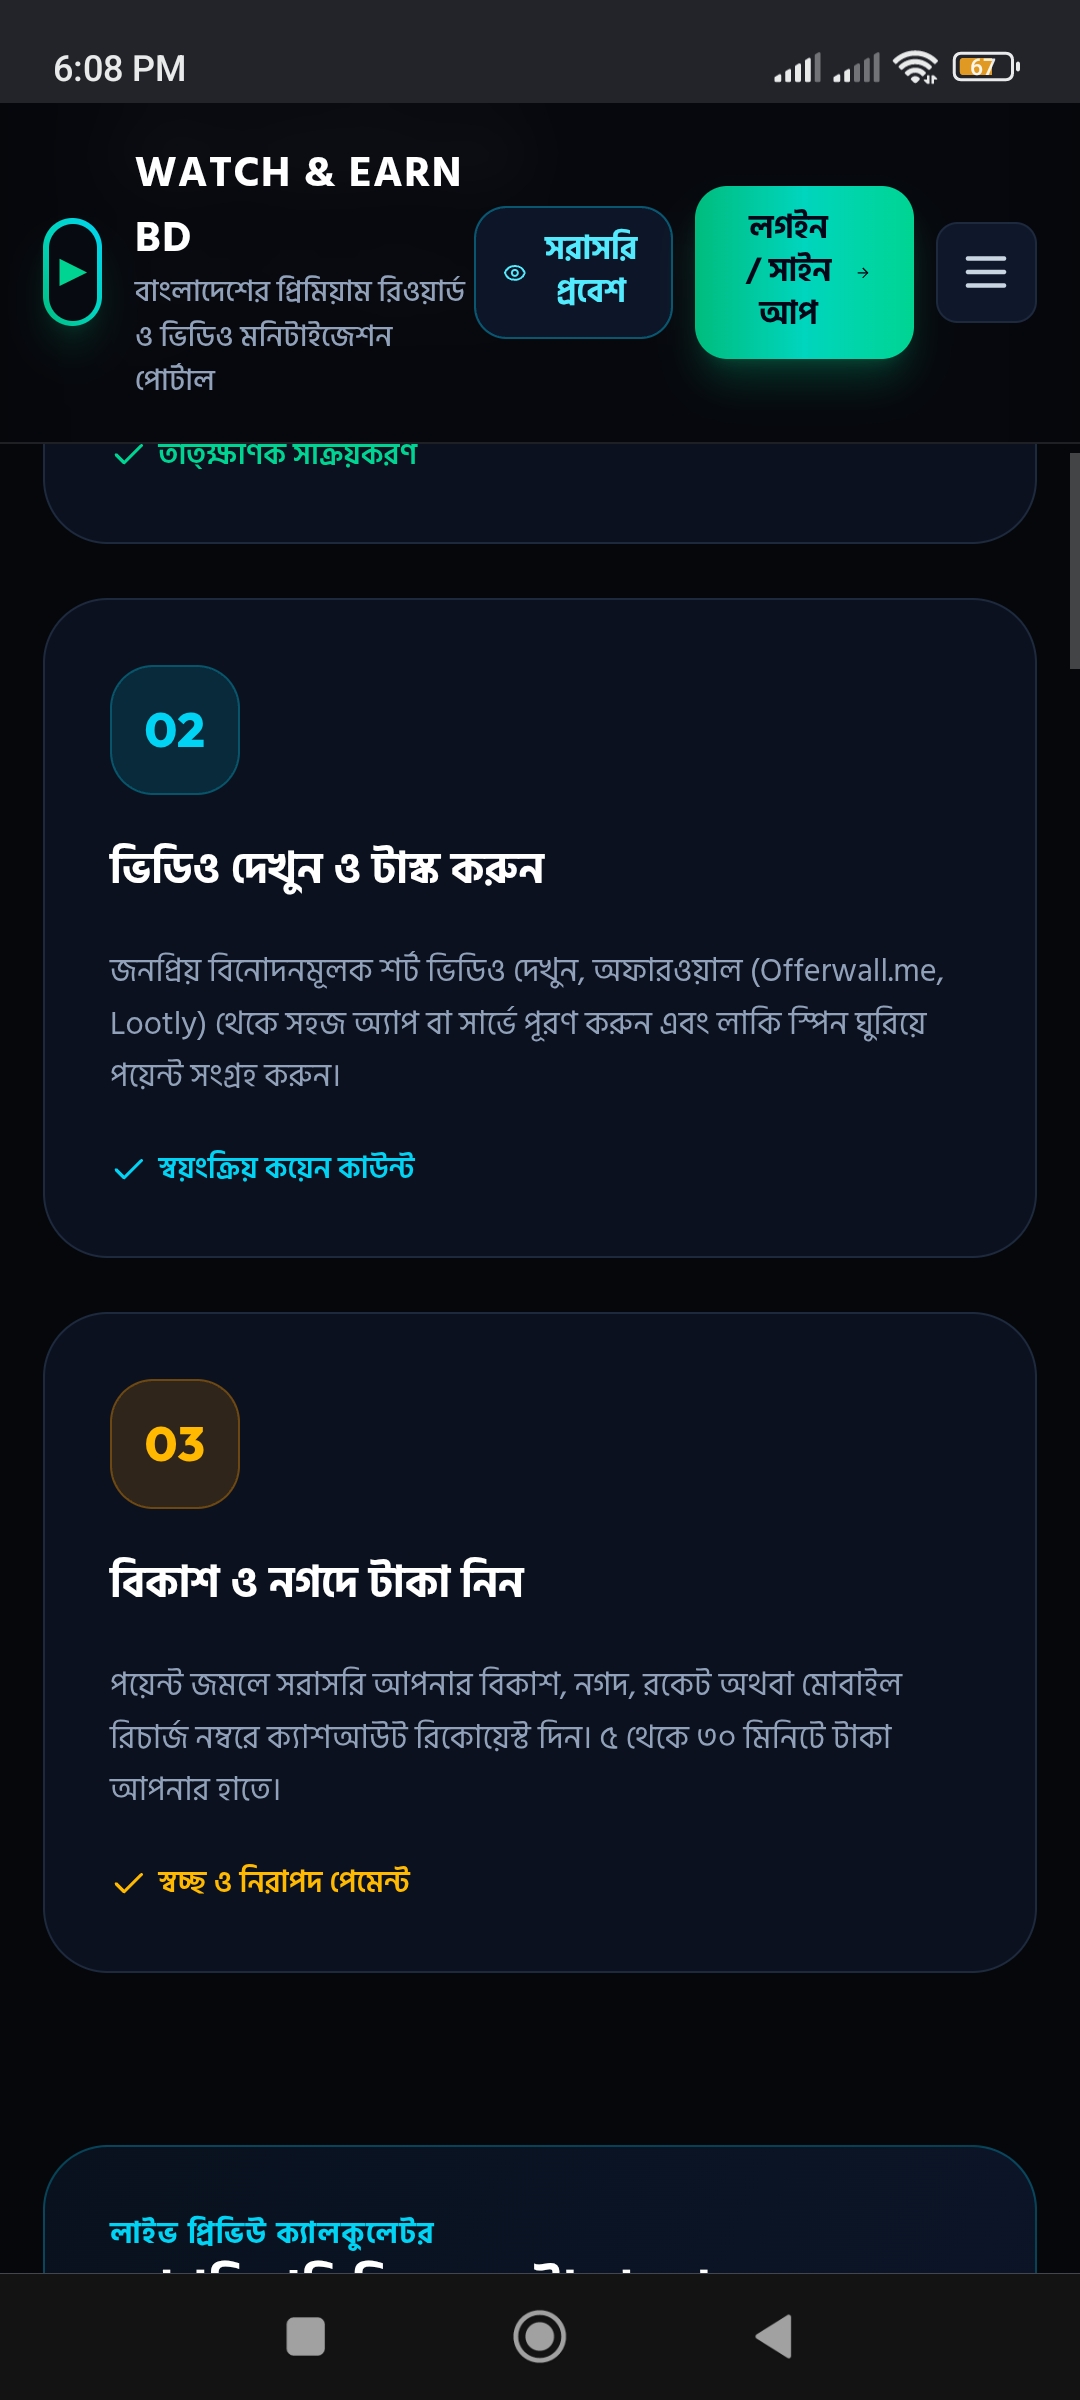 6:08 PM
67
WATCH & EARN
BD
বাংলাদেশের প্রিমিয়াম রিওয়ার্ড
ও ভিডিও মনিটাইজেশন
পোর্টাল
সরাসরি
প্রবেশ
লগইন
/ সাইন
আপ
তাত্ক্ষণিক সক্রিয়করণ
02
ভিডিও দেখুন ও টাস্ক করুন
জনপ্রিয় বিনোদনমূলক শর্ট ভিডিও দেখুন, অফারওয়াল (Offerwall.me,
Lootly) থেকে সহজ অ্যাপ বা সার্ভে পূরণ করুন এবং লাকি স্পিন ঘুরিয়ে
পয়েন্ট সংগ্রহ করুন।
স্বয়ংক্রিয় কয়েন কাউন্ট
03
বিকাশ ও নগদে টাকা নিন
পয়েন্ট জমলে সরাসরি আপনার বিকাশ, নগদ, রকেট অথবা মোবাইল
রিচার্জ নম্বরে ক্যাশআউট রিকোয়েস্ট দিন। ৫ থেকে ৩০ মিনিটে টাকা
আপনার হাতে।
স্বচ্ছ ও নিরাপদ পেমেন্ট
লাইভ প্রিভিউ ক্যালকুলেটর